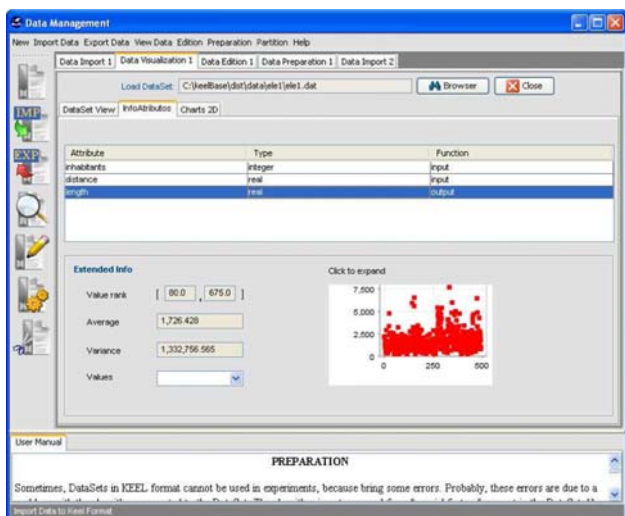 Data Management
New Import Data Export Data View Data Edition Preparation Partition Help
Data Import 1 Data Visualization 1 Data Edition 1 Data Preparation 1 Data Import 2
Load DataSet: C:\keelBase\dist\data\ele1\ele1.dat Browser Close
DataSet View InfoAtributos Charts 2D
IMP
EXP
Attribute Type Function
inhabitants integer input
distance real input
length real output
Extended Info Click to expand
Value rank [ 80.0 , 675.0 ]
Average 1,726.428
Variance 1,332,756.565
Values
7,500
5,000
2,500
0
0 250 500
User Manual
PREPARATION
Sometimes, DataSets in KEEL format cannot be used in experiments, because bring some errors. Probably, these errors are due to a
Import Data to Keel Format